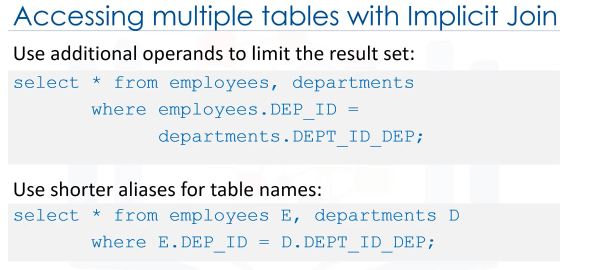 Accessing multiple tables with Implicit Join
Use additional operands to limit the result set:
select * from employees, departments
where employees.DEP_ID =
departments.DEPT_ID_DEP;
Use shorter aliases for table names:
select * from employees E, departments D
where E.DEP_ID = D.DEPT_ID_DEP;